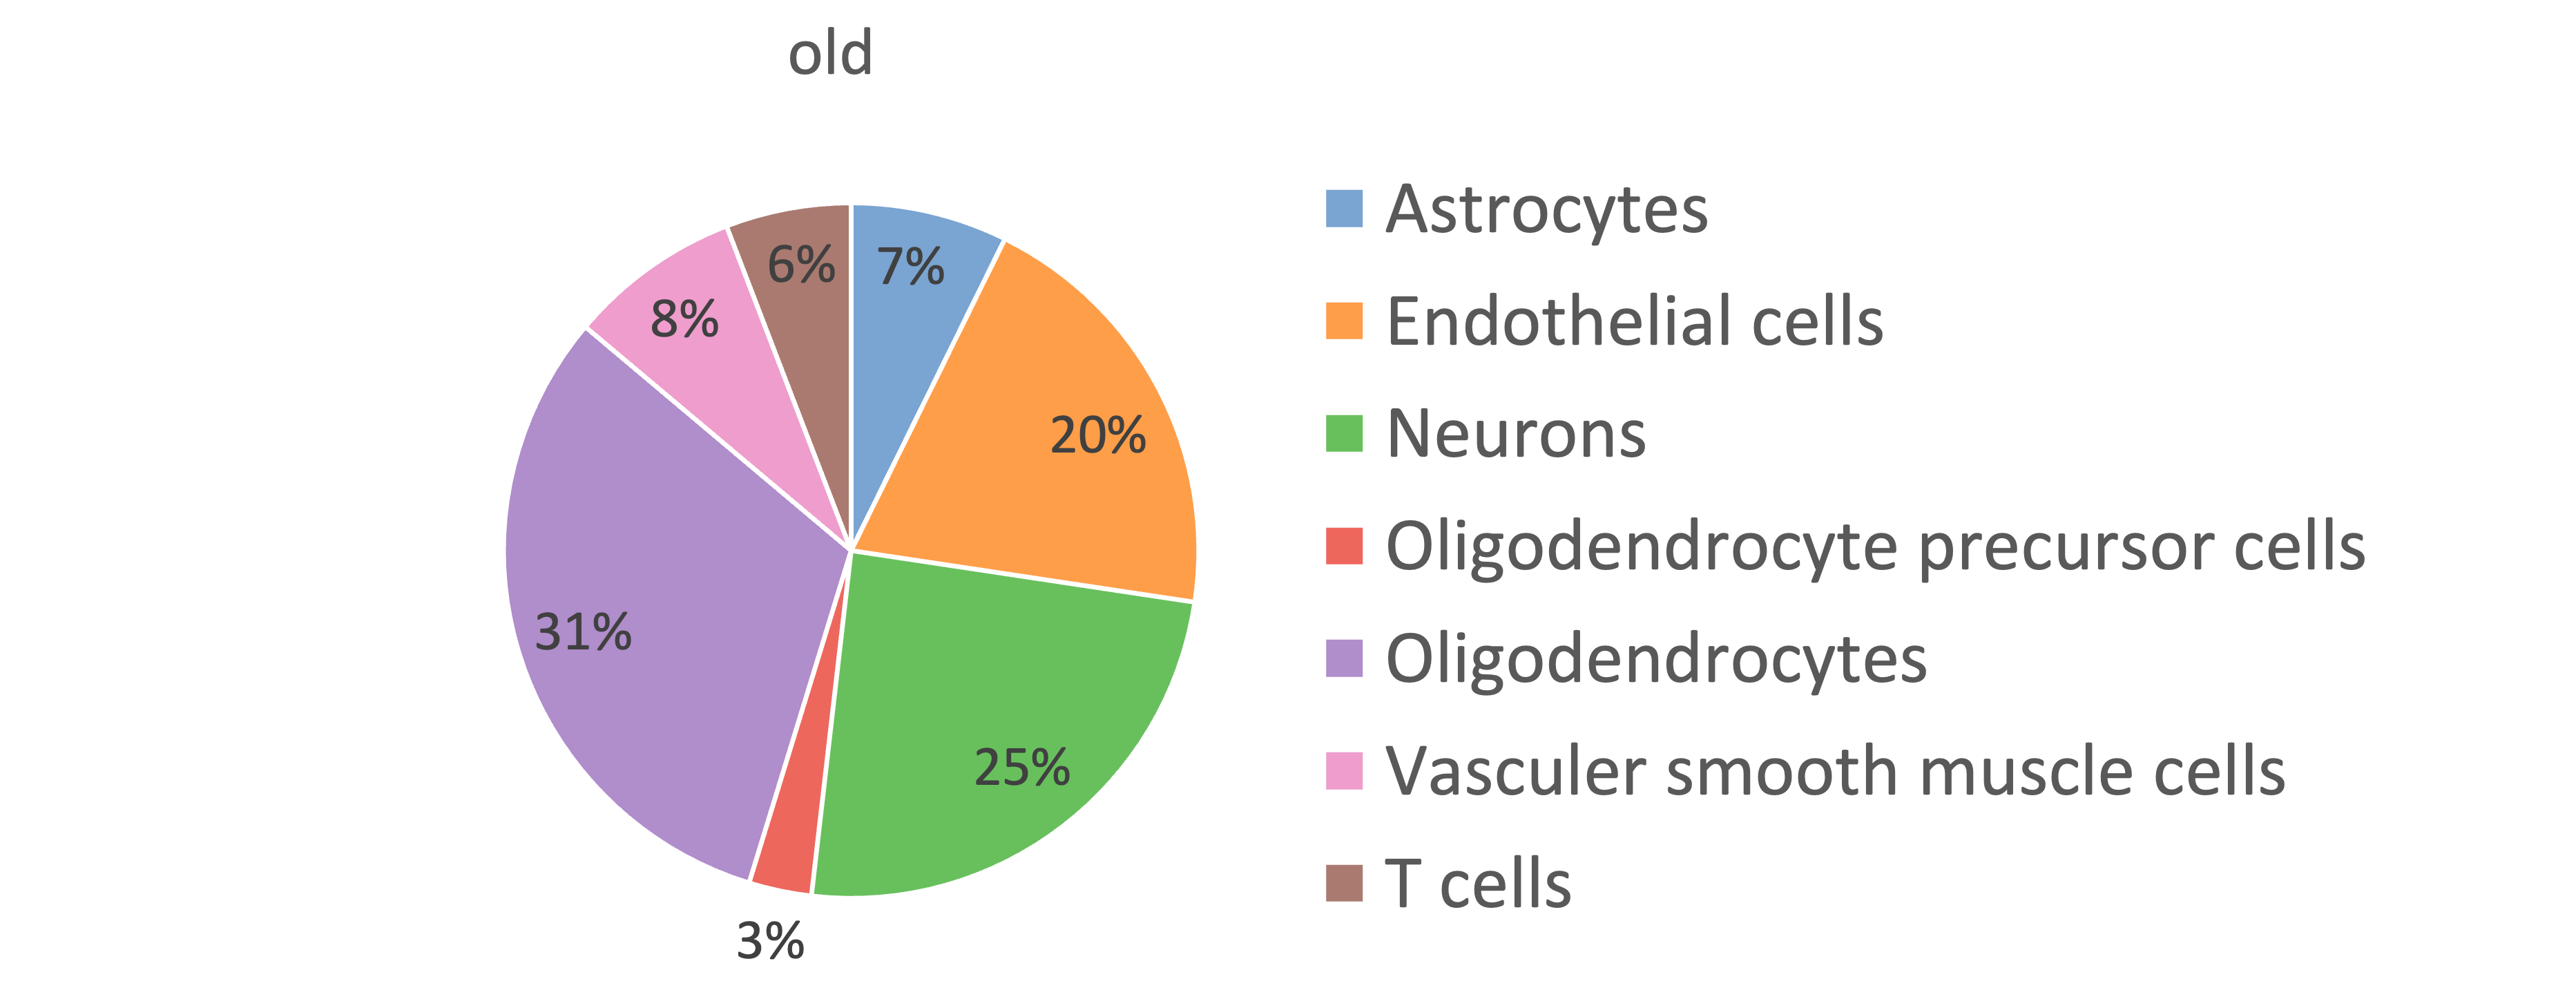 old
6%
7%
8%
20%
31%
25%
3%
Astrocytes
Endothelial cells
Neurons
Oligodendrocyte precursor cells
Oligodendrocytes
Vasculer smooth muscle cells
T cells